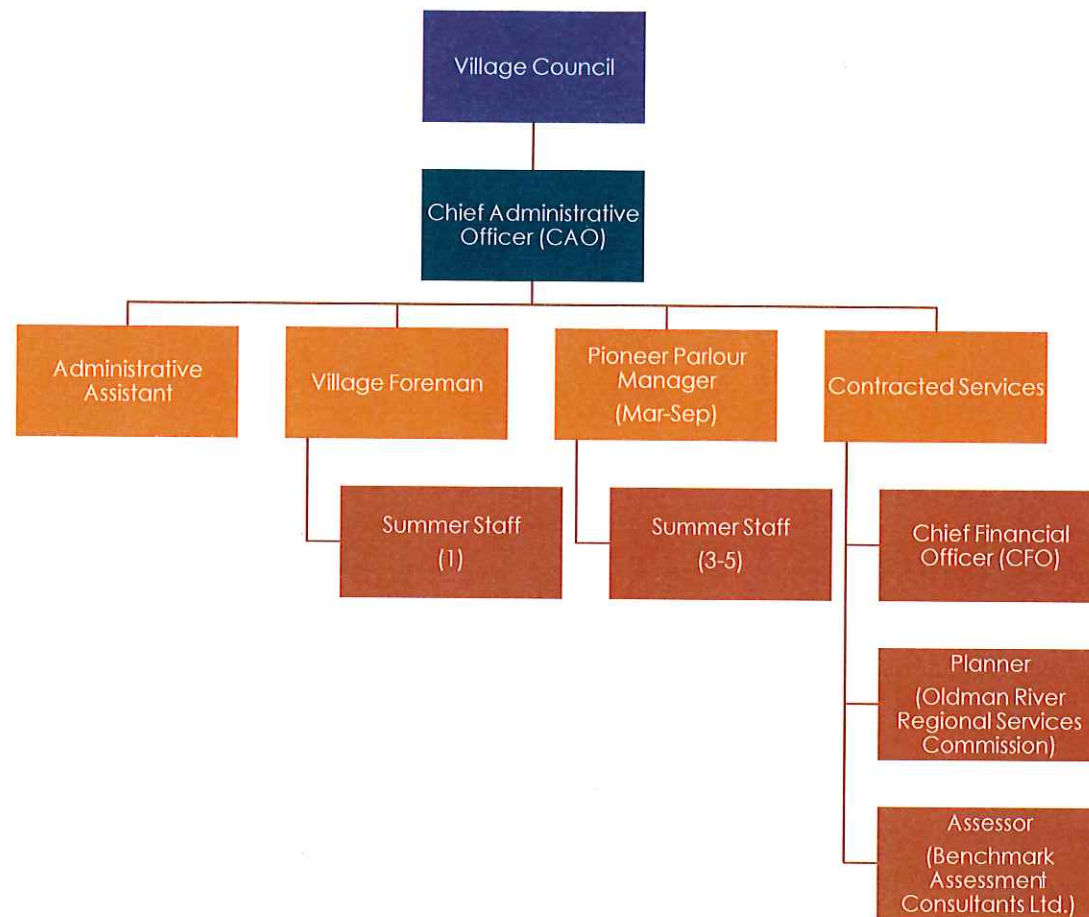 Village Council
Chief Administrative
Officer (CAO)
Administrative
Assistant
Village Foreman
Pioneer Parlour
Manager
(Mar-Sep)
Contracted Services
Summer Staff
(1)
Summer Staff
(3-5)
Chief Financial
Officer (CFO)
Planner
(Oldman River
Regional Services
Commission)
Assessor
(Benchmark
Assessment
Consultants Ltd.)